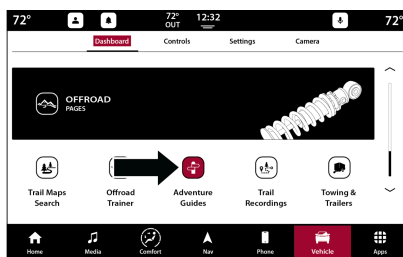 72°
72° 12:32
OUT
72°
Dashboard Controls Settings Camera
OFFROAD
PAGES
Trail Maps Offroad Adventure Trail Towing &
Search Trainer Guides Recordings Trailers
Home Media Comfort Nav Phone Vehicle Apps